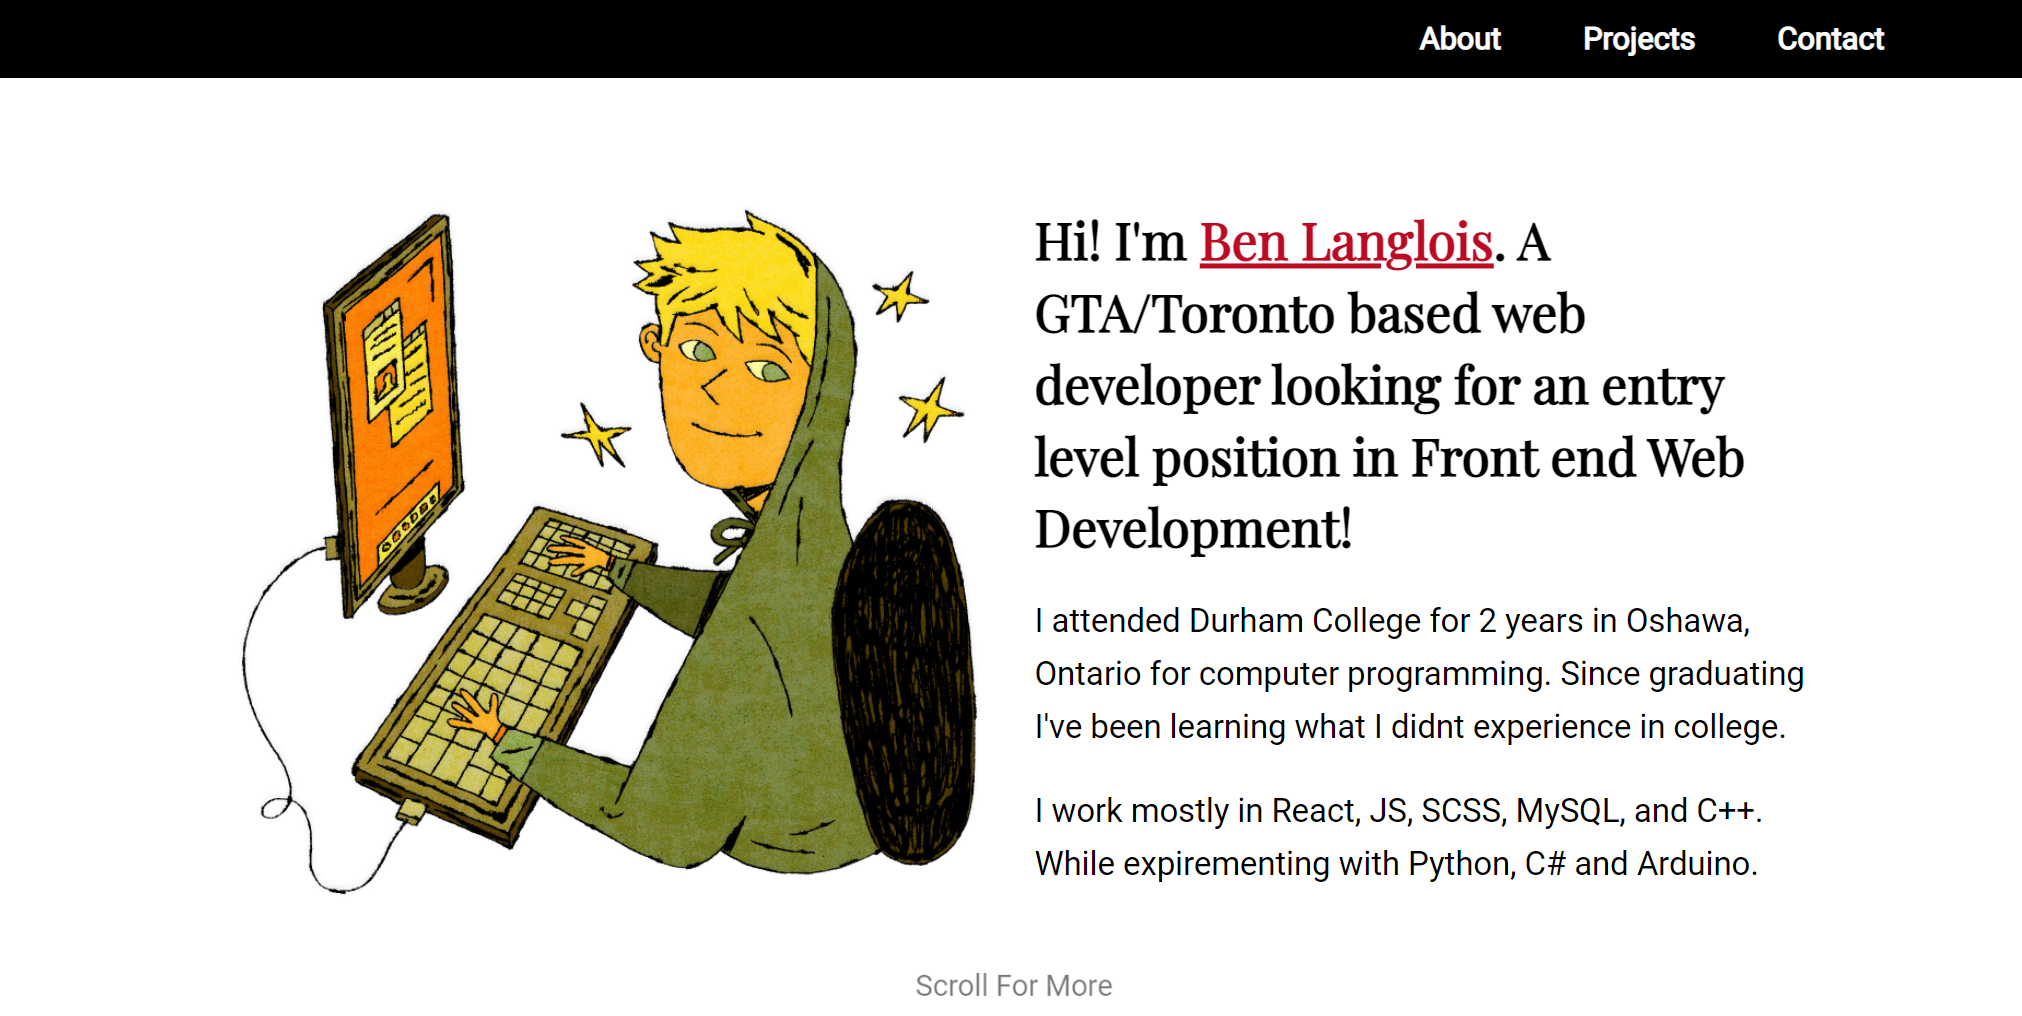 About Projects Contact
Hi! I'm Ben Langlois. A
GTA/Toronto based web
developer looking for an entry
level position in Front end Web
Development!
I attended Durham College for 2 years in Oshawa,
Ontario for computer programming. Since graduating
I've been learning what I didnt experience in college.
I work mostly in React, JS, SCSS, MySQL, and C++.
While expirementing with Python, C# and Arduino.
Scroll For More